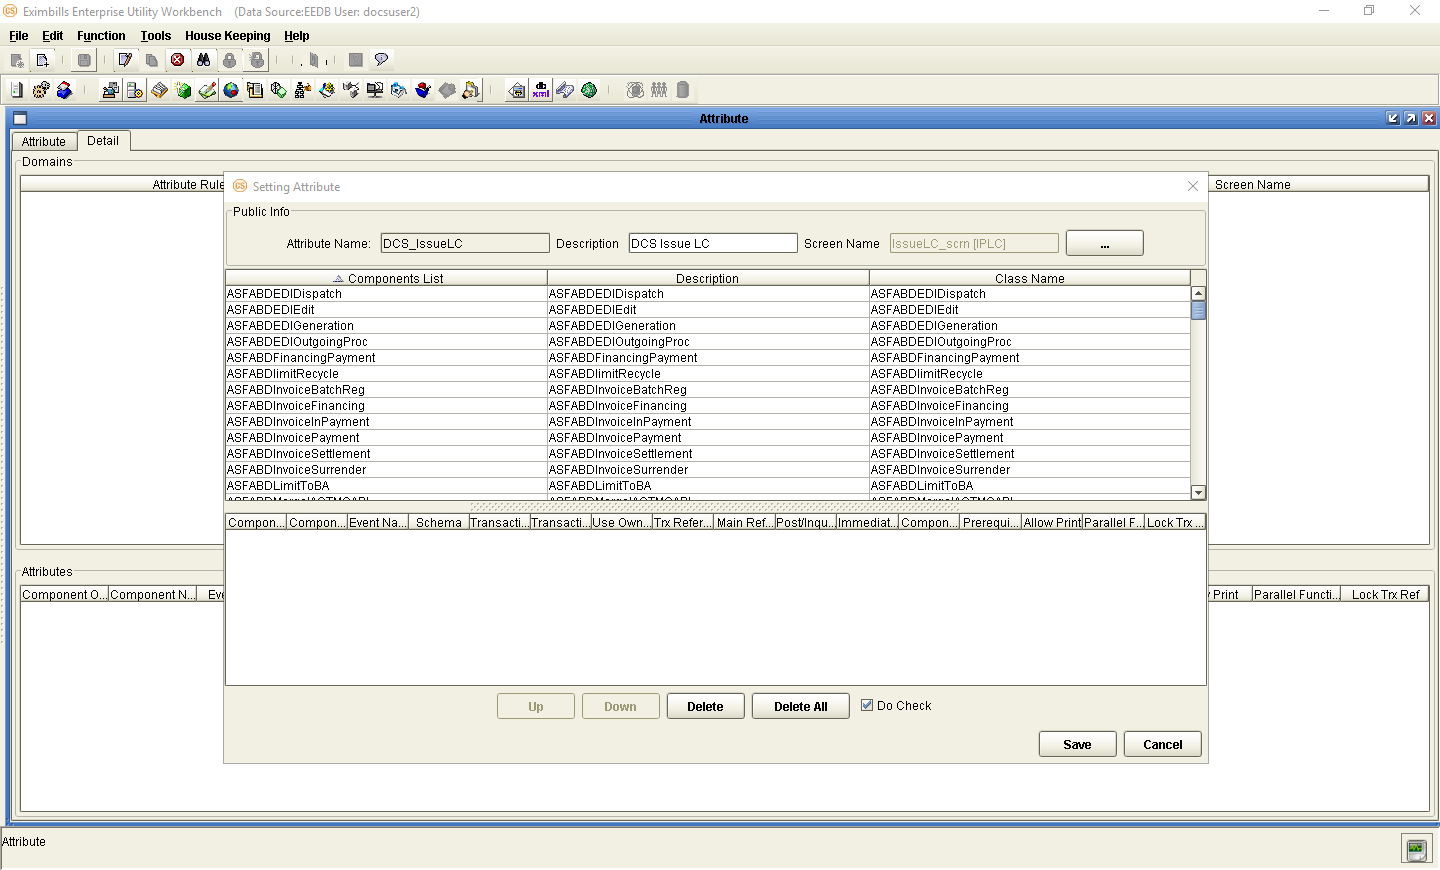 Eximbills Enterprise Utility Workbench (Data Source:EEDB User: docsuser2)
File Edit Function Tools House Keeping Help
Attribute
Attribute Detail
Domains
Attribute Rule Screen Name
Setting Attribute
Public Info
Attribute Name: DCS_IssueLC Description DCS Issue LC Screen Name IssueLC_scrn [IPLC] ...
Components List Description Class Name
ASFABDEDIDispatch ASFABDEDIDispatch ASFABDEDIDispatch
ASFABDEDIEdit ASFABDEDIEdit ASFABDEDIEdit
ASFABDEDIGeneration ASFABDEDIGeneration ASFABDEDIGeneration
ASFABDEDIOutgoingProc ASFABDEDIOutgoingProc ASFABDEDIOutgoingProc
ASFABDFinancingPayment ASFABDFinancingPayment ASFABDFinancingPayment
ASFABDlimitRecycle ASFABDlimitRecycle ASFABDlimitRecycle
ASFABDInvoiceBatchReg ASFABDInvoiceBatchReg ASFABDInvoiceBatchReg
ASFABDInvoiceFinancing ASFABDInvoiceFinancing ASFABDInvoiceFinancing
ASFABDInvoiceInPayment ASFABDInvoiceInPayment ASFABDInvoiceInPayment
ASFABDInvoicePayment ASFABDInvoicePayment ASFABDInvoicePayment
ASFABDInvoiceSettlement ASFABDInvoiceSettlement ASFABDInvoiceSettlement
ASFABDInvoiceSurrender ASFABDInvoiceSurrender ASFABDInvoiceSurrender
ASFABDLimitToBA ASFABDLimitToBA ASFABDLimitToBA
Compon... Compon... Event Na... Schema Transacti... Transacti... Use Own... Trx Refer... Main Ref... Post/Inqu... Immediat... Compon... Prerequi... Allow Print Parallel F... Lock Trx ...
Attributes
Component O... Component N... Eve Print Parallel Functi... Lock Trx Ref
Up Down Delete Delete All Do Check
Save Cancel
Attribute